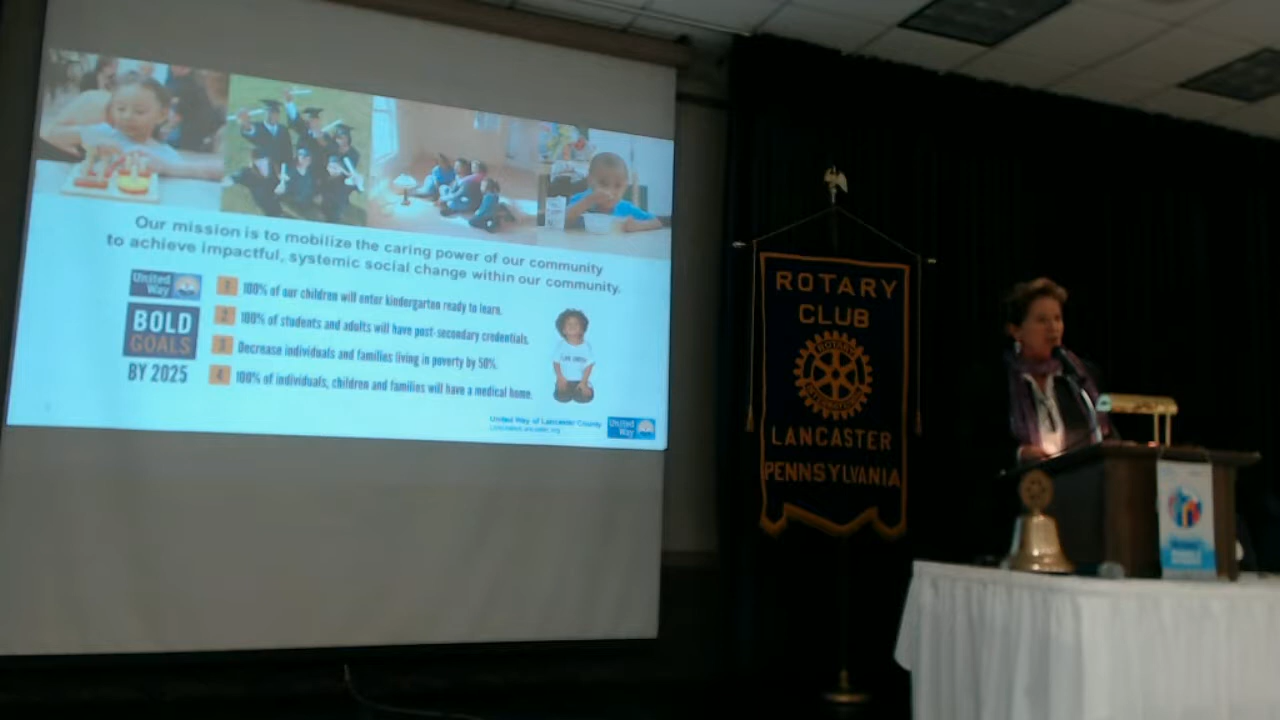 Our mission is to mobilize the caring power of our community
to achieve impactful, systemic social change within our community.
United
Way
BOLD
GOALS
BY 2025
1 100% of our children will enter kindergarten ready to learn.
2 100% of students and adults will have post-secondary credentials.
3 Decrease individuals and families living in poverty by 50%.
4 100% of individuals, children and families will have a medical home.
United Way of Lancaster County
United
Way
ROTARY
CLUB
ROTARY
INTERNATIONAL
LANCASTER
PENNSYLVANIA